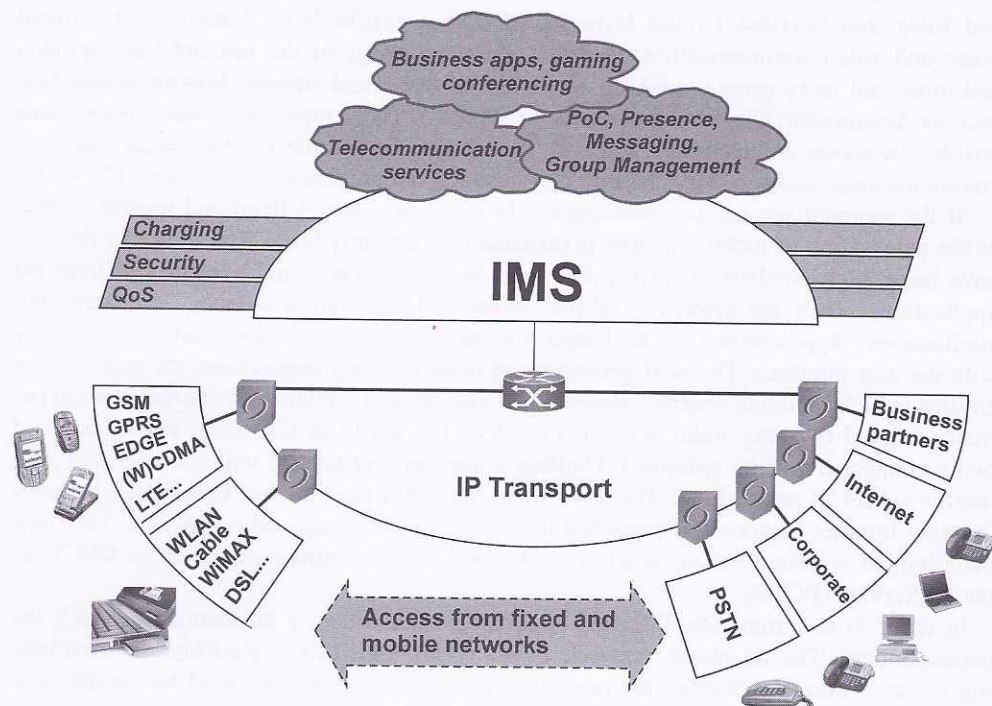 Business apps, gaming
conferencing
PoC, Presence,
Messaging,
Group Management
Telecommunication
services
Charging
Security
QoS
IMS
GSM
GPRS
EDGE
(W)CDMA
LTE...
WLAN
Cable
WiMAX
DSL...
IP Transport
Business
partners
Internet
Corporate
PSTN
Access from fixed and
mobile networks